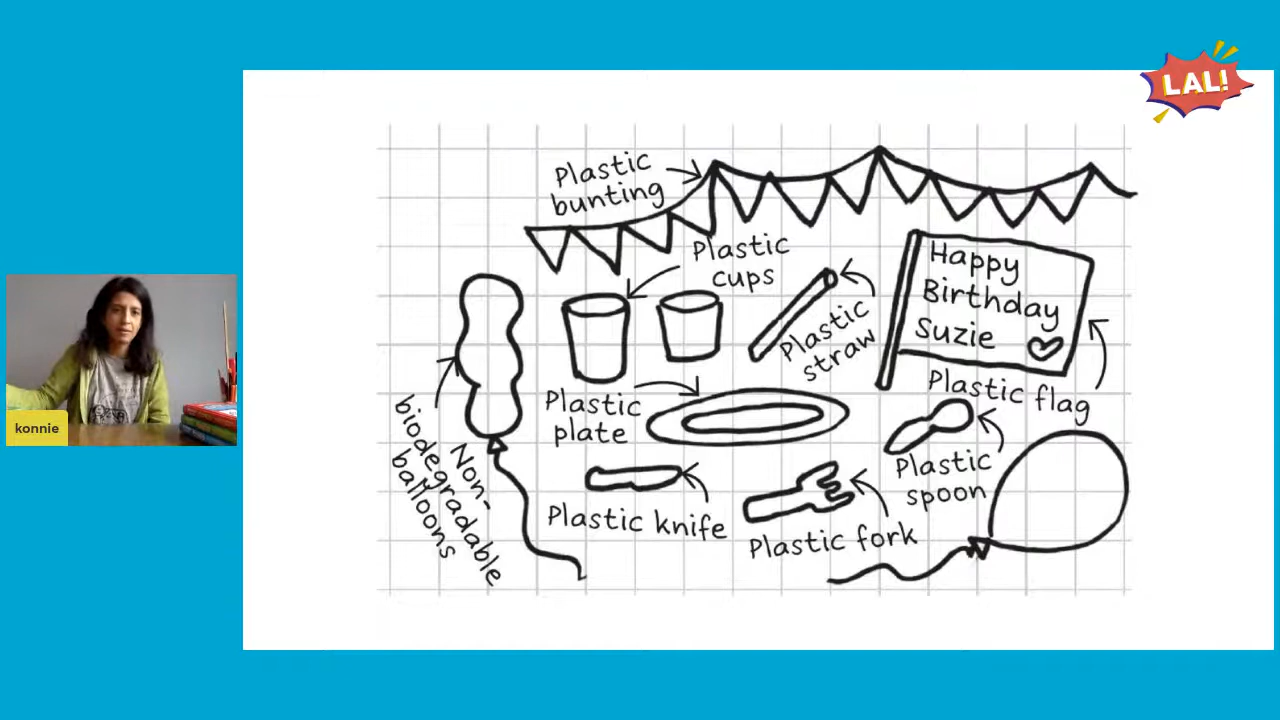 LAL!
Plastic
bunting
Plastic
cups
Happy
Birthday
Suzie
Plastic
straw
Plastic flag
Plastic
plate
Non-
biodegradable
balloons
Plastic
spoon
Plastic knife
Plastic fork
konnie